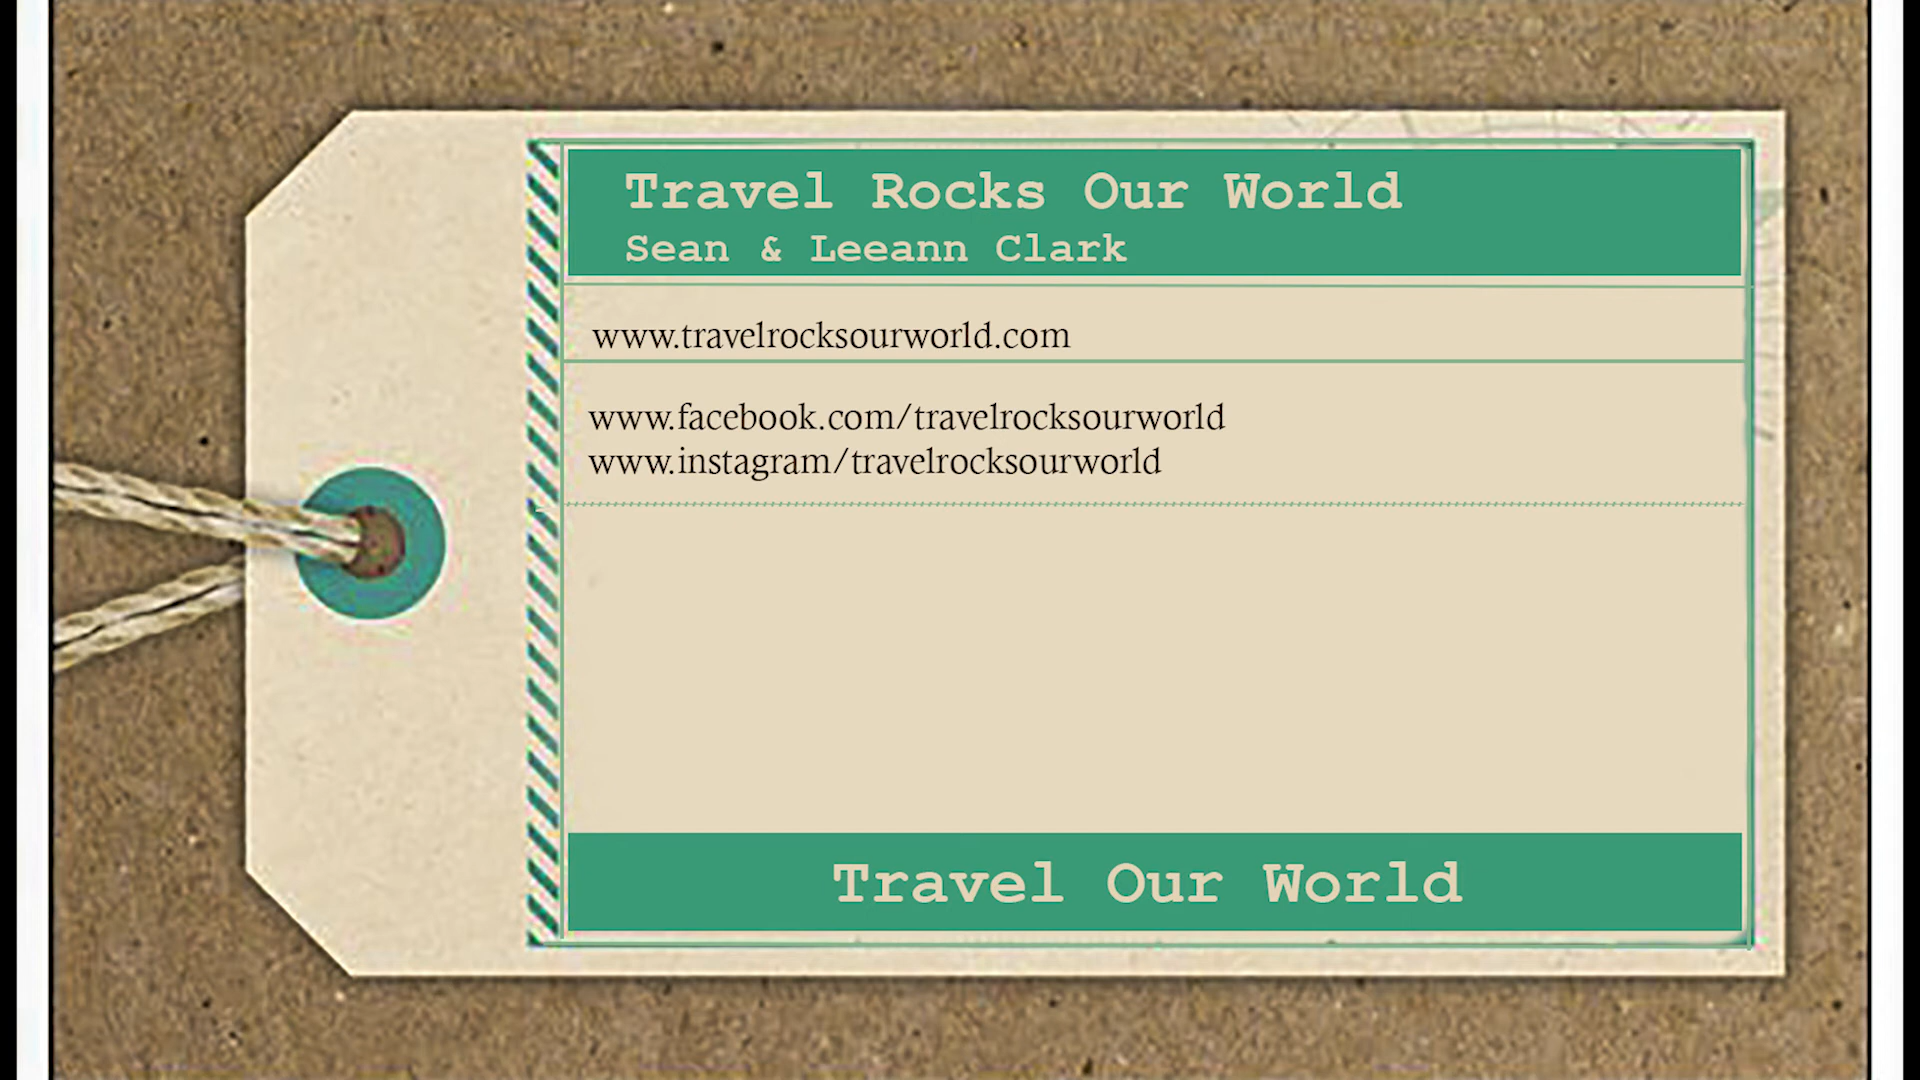 Travel Rocks Our World
Sean & Leeann Clark
www.travelrocksourworld.com
www.facebook.com/travelrocksourworld
www.instagram/travelrocksourworld
Travel Our World